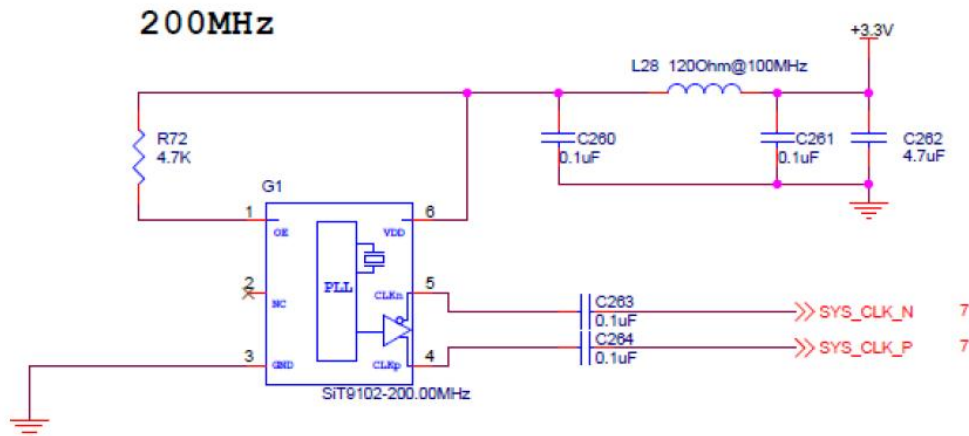 200MHz
+3.3V
L28 120Ohm@100MHz
R72
4.7K
C260
0.1uF
C261
0.1uF
C262
4.7uF
G1
1
OE
VDD
6
2
NC
PLL
CLKn
5
3
GND
CLKp
4
SiT9102-200.00MHz
C263
0.1uF
SYS_CLK_N 7
C264
0.1uF
SYS_CLK_P 7